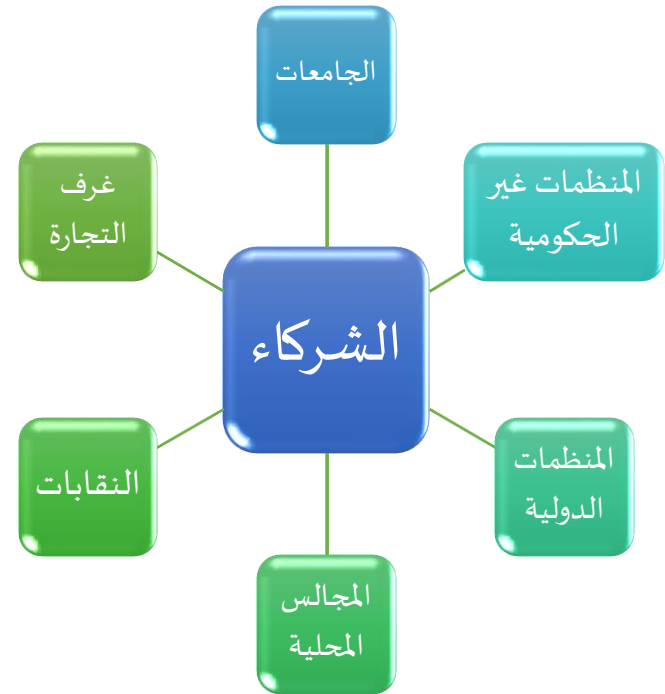 الجامعات
المنظمات غير
الحكومية
غرف
التجارة
الشركاء
المنظمات
الدولية
النقابات
المجالس
المحلية